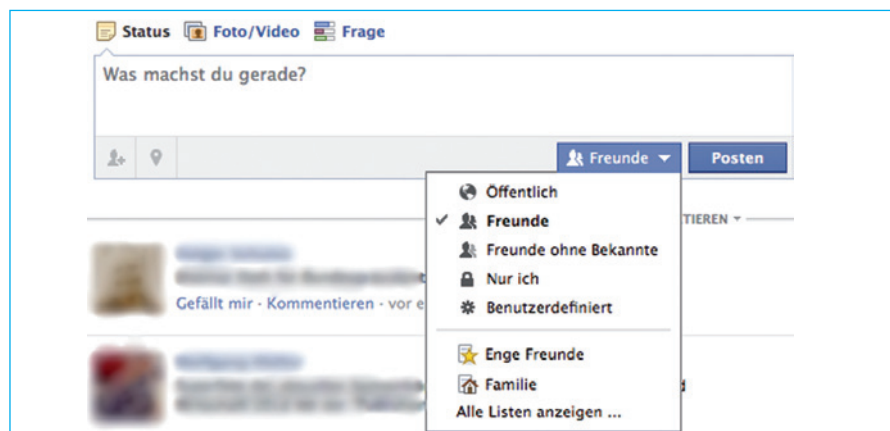 Status Foto/Video Frage
Was machst du gerade?
Freunde Posten
Öffentlich
Freunde
TIEREN
Freunde ohne Bekannte
Nur ich
Gefällt mir · Kommentieren · vor e
Benutzerdefiniert
Enge Freunde
Familie
Alle Listen anzeigen ...